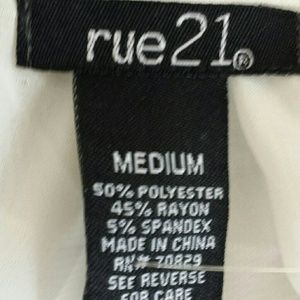 rue21®
MEDIUM
50% POLYESTER
45% RAYON
5% SPANDEX
MADE IN CHINA
RN# 70829
SEE REVERSE
FOR CARE